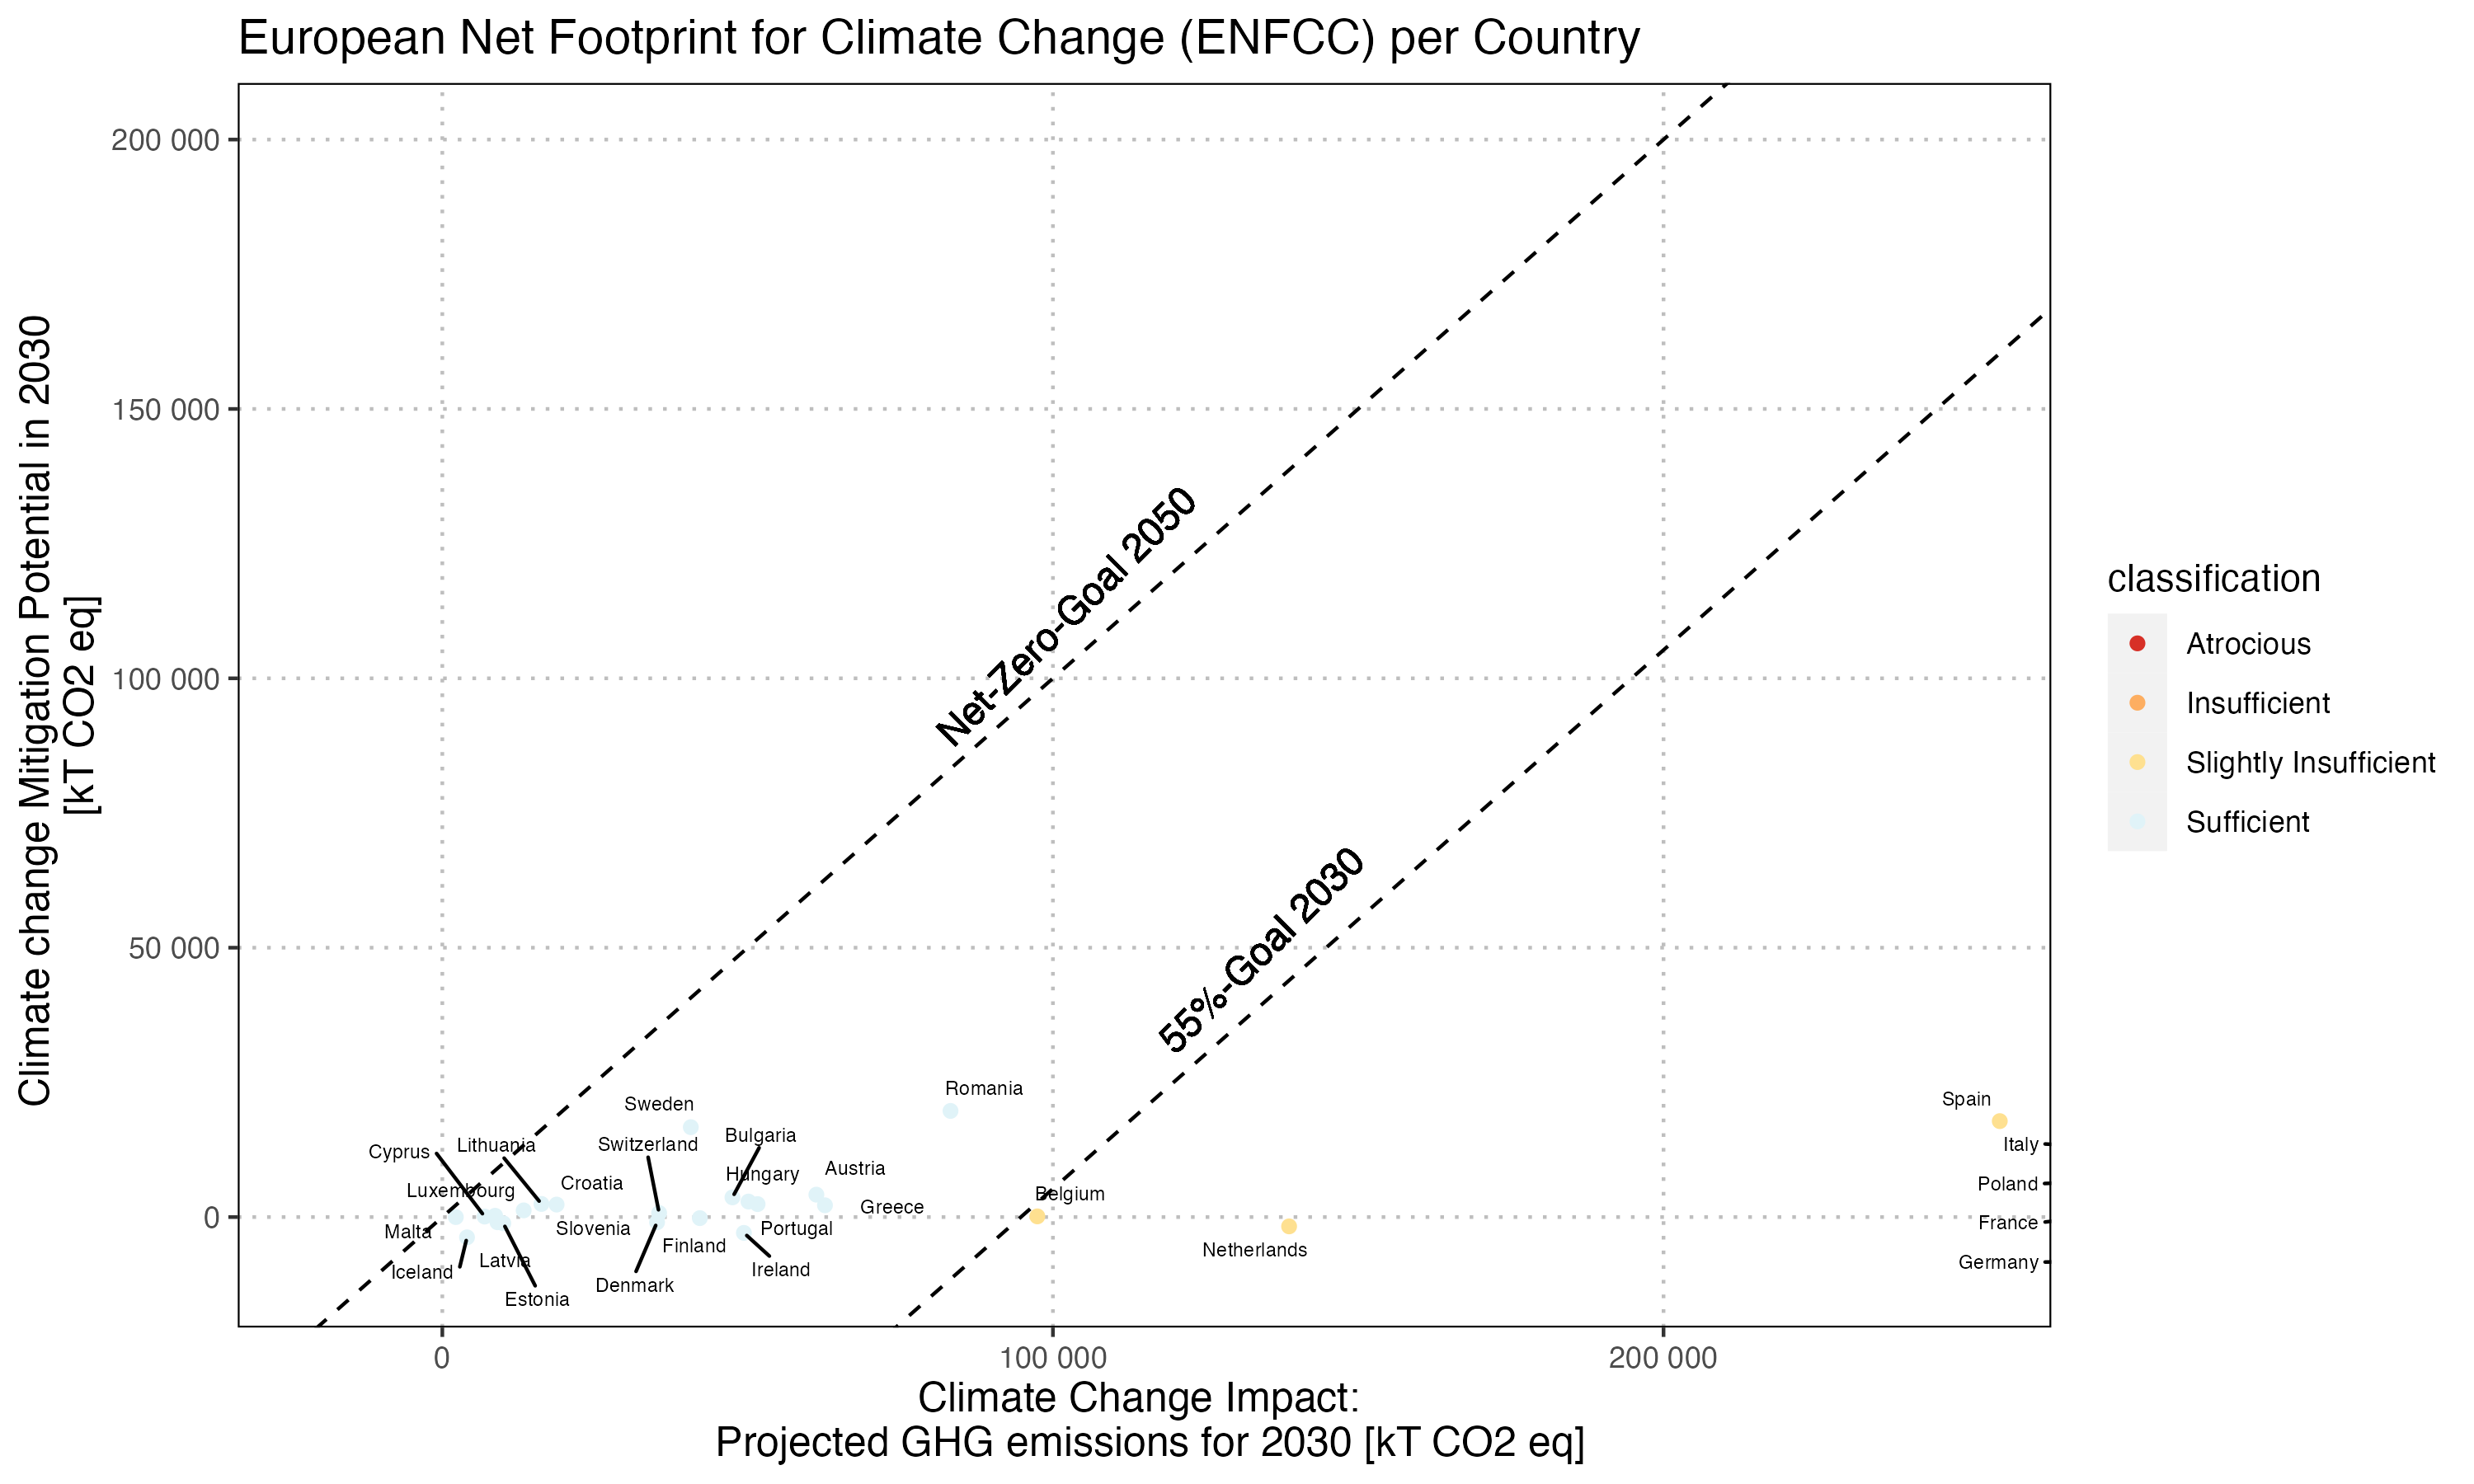 European Net Footprint for Climate Change (ENFCC) per Country
Climate change Mitigation Potential in 2030
[kT CO2 eq]
200 000
150 000
100 000
50 000
0
Net-Zero-Goal 2050
55%-Goal 2030
Romania
Spain
Sweden
Bulgaria
Switzerland
Lithuania
Cyprus
Italy
Austria
Hungary
Croatia
Poland
Luxembourg
Belgium
Greece
France
Malta
Slovenia
Portugal
Finland
Netherlands
Latvia
Germany
Iceland
Ireland
Denmark
Estonia
0
100 000
200 000
Climate Change Impact:
Projected GHG emissions for 2030 [kT CO2 eq]
classification
Atrocious
Insufficient
Slightly Insufficient
Sufficient